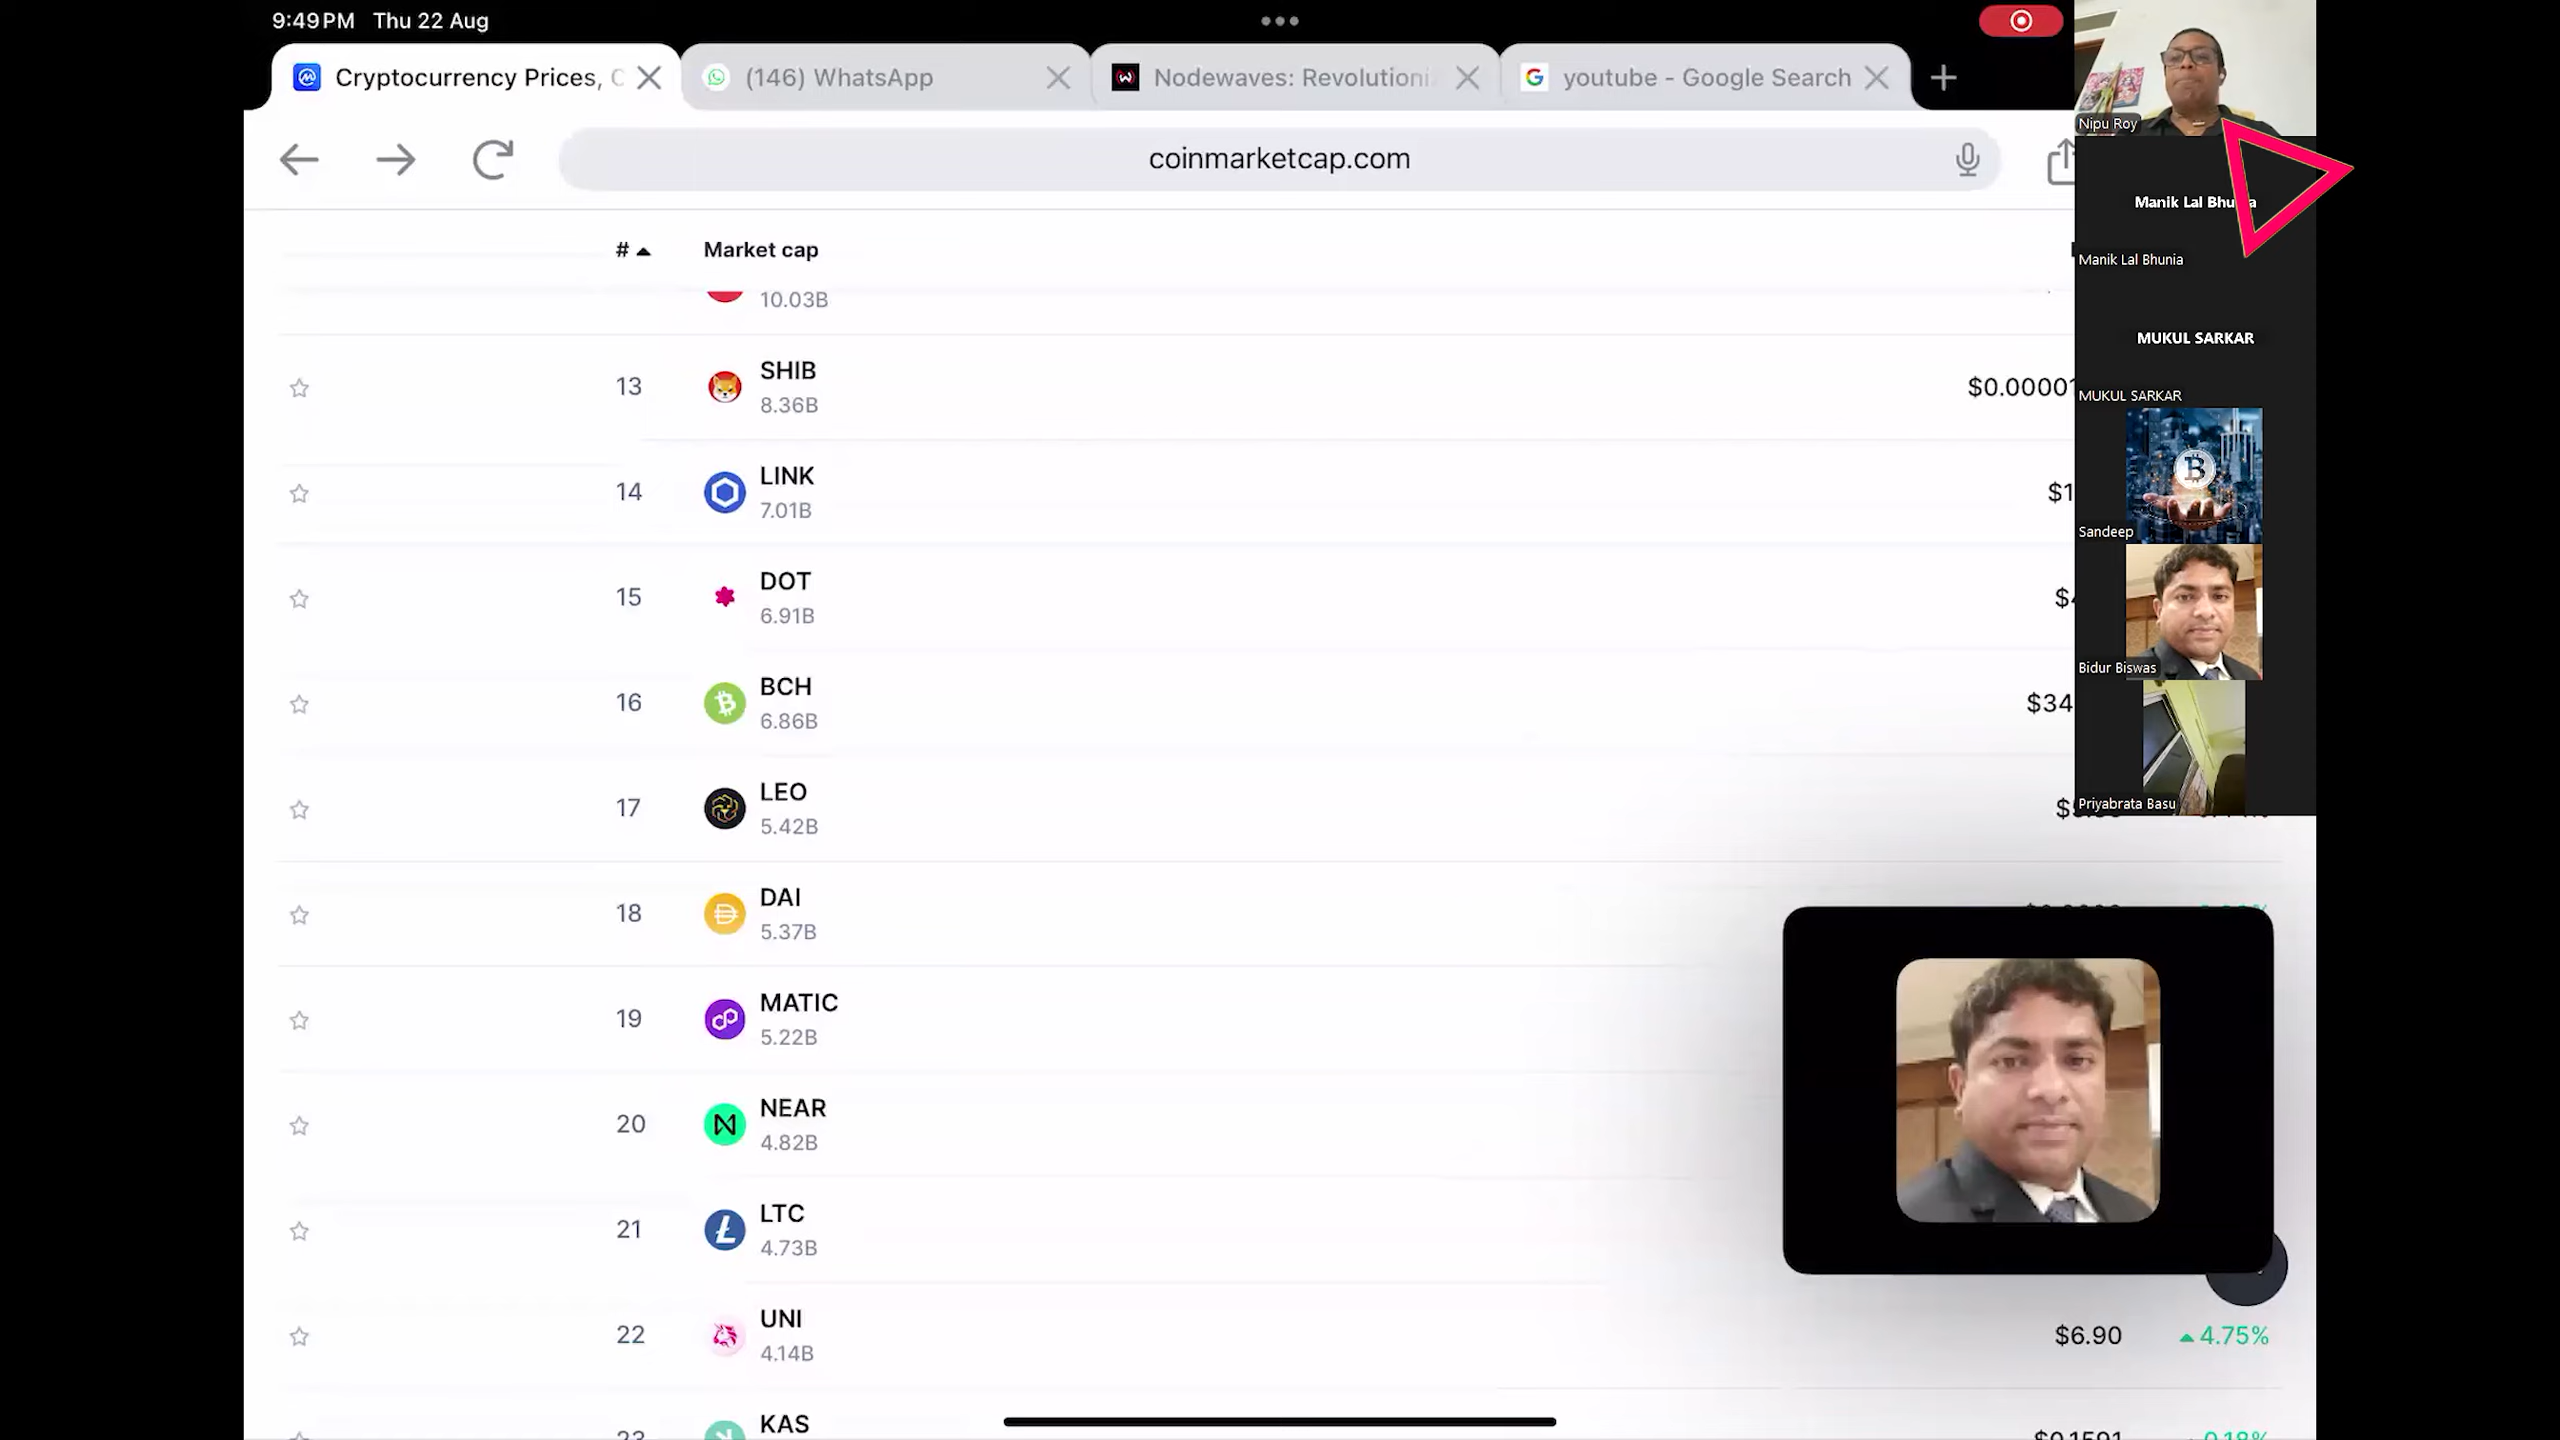 9:49 PM Thu 22 Aug
Cryptocurrency Prices, C
(146) WhatsApp
Nodewaves: Revolutioni
youtube - Google Search
coinmarketcap.com
# Market cap
10.03B
13 SHIB $0.00001
8.36B
14 LINK $1
7.01B
15 DOT
6.91B
16 BCH $34
6.86B
17 LEO
5.42B
18 DAI
5.37B
19 MATIC
5.22B
20 NEAR
4.82B
21 LTC
4.73B
22 UNI $6.90 4.75%
4.14B
KAS
Nipu Roy
Manik Lal Bhunia
Manik Lal Bhunia
MUKUL SARKAR
MUKUL SARKAR
Sandeep
Bidur Biswas
Priyabrata Basu